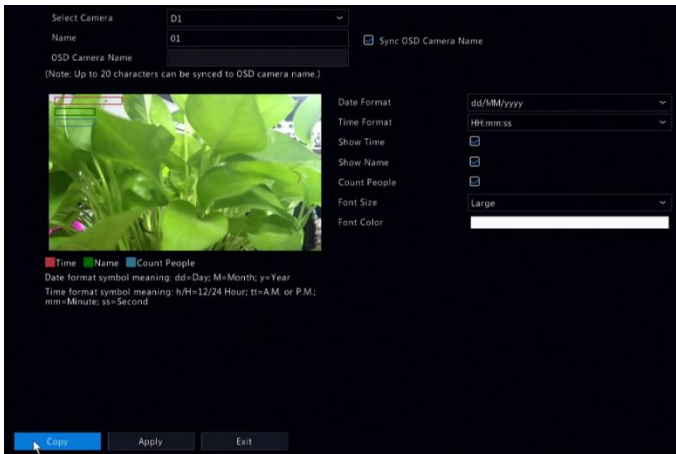 Select Camera D1
Name 01 Sync OSD Camera Name
OSD Camera Name
(Note: Up to 20 characters can be synced to OSD camera name.)
Date Format dd/MM/yyyy
Time Format HH:mm:ss
Show Time
Show Name
Count People
Font Size Large
Font Color
Time Name Count People
Date format symbol meaning: dd=Day; M=Month; y=Year
Time format symbol meaning: h/H=12/24 Hour; tt=A.M. or P.M.;
mm=Minute; ss=Second
Copy Apply Exit